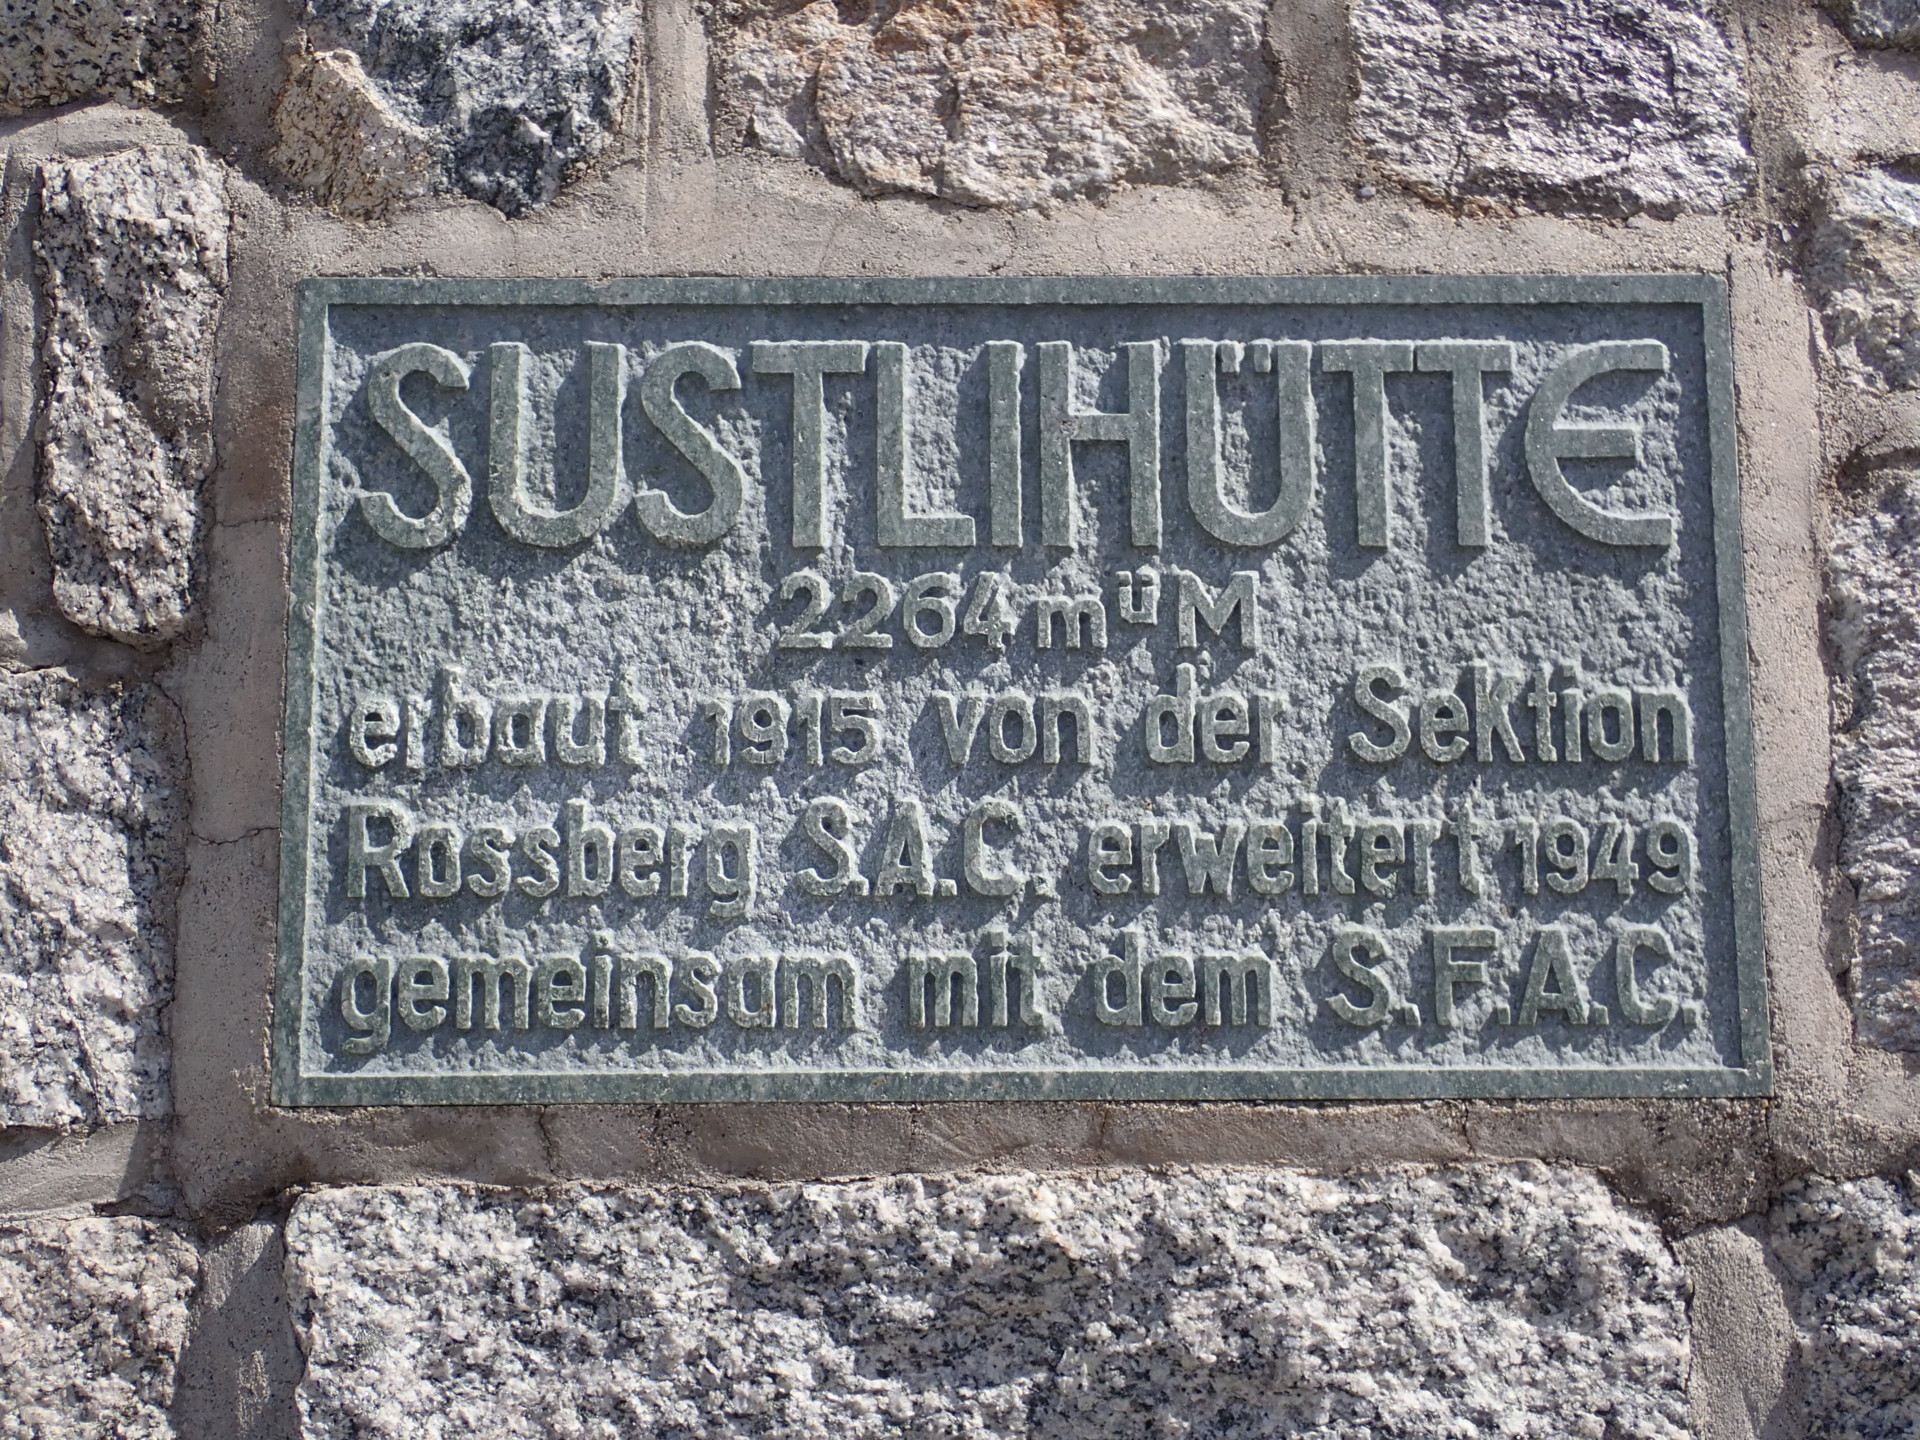 SUSTLIHÜTTE
2264 m ü M
erbaut 1915 von der Sektion
Rossberg S.A.C. erweitert 1949
gemeinsam mit dem S.F.A.C.